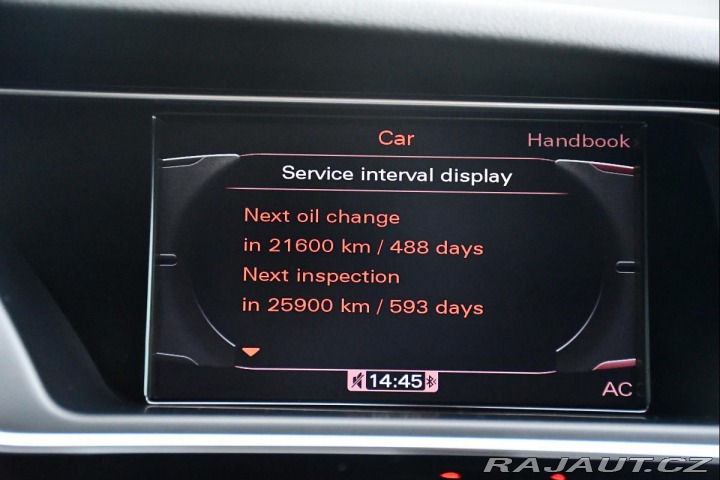 Car
Handbook
Service interval display
Next oil change
in 21600 km / 488 days
Next inspection
in 25900 km / 593 days
14:45
AC
RAJAUT.CZ